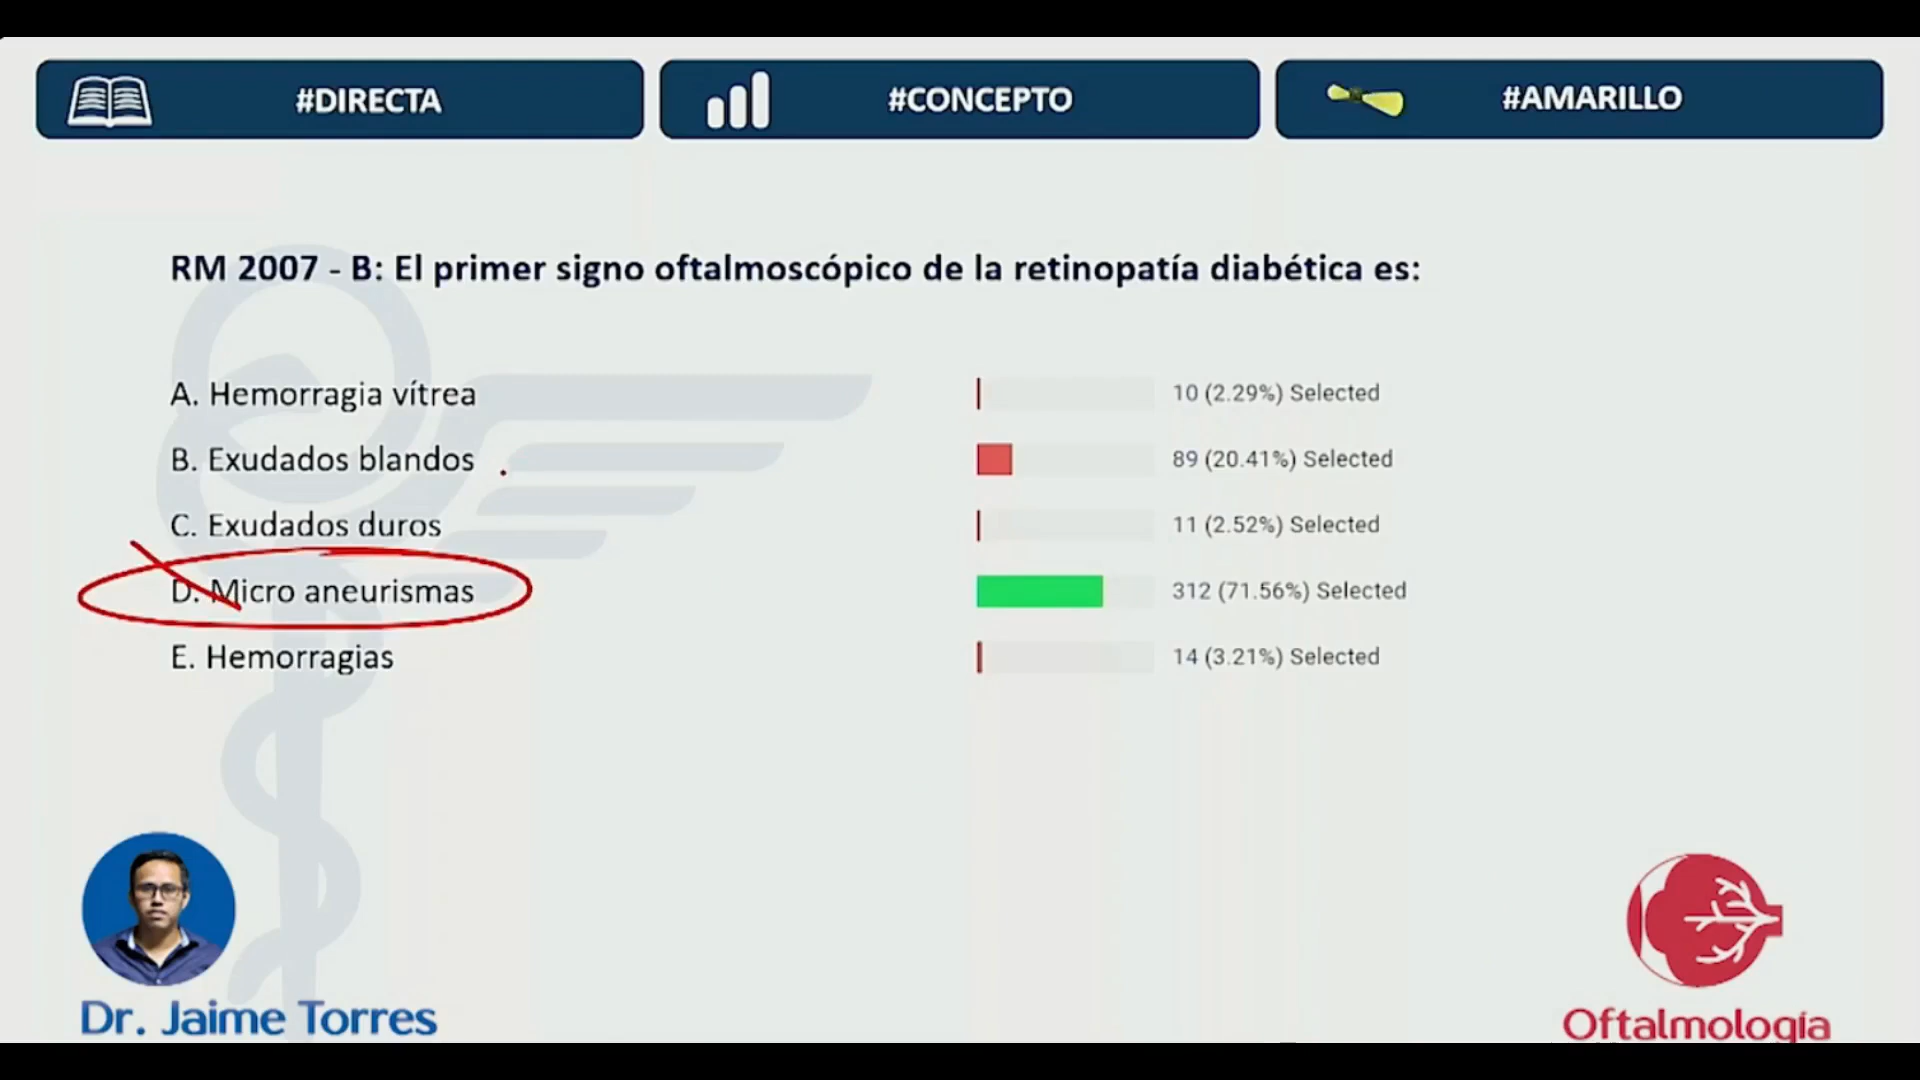 #DIRECTA
#CONCEPTO
#AMARILLO
RM 2007 - B: El primer signo oftalmoscópico de la retinopatía diabética es:
A. Hemorragia vítrea
10 (2.29%) Selected
B. Exudados blandos
89 (20.41%) Selected
C. Exudados duros
11 (2.52%) Selected
D. Micro aneurismas
312 (71.56%) Selected
E. Hemorragias
14 (3.21%) Selected
Dr. Jaime Torres
Oftalmología